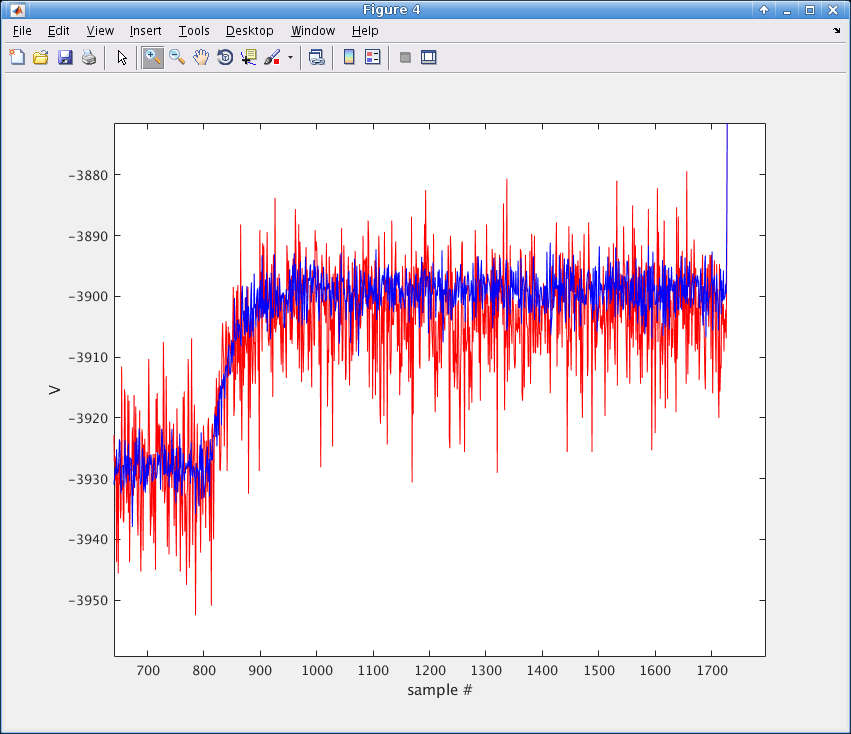 Figure 4
File Edit View Insert Tools Desktop Window Help
-3880
-3890
-3900
-3910
-3920
-3930
-3940
-3950
V
700 800 900 1000 1100 1200 1300 1400 1500 1600 1700
sample #